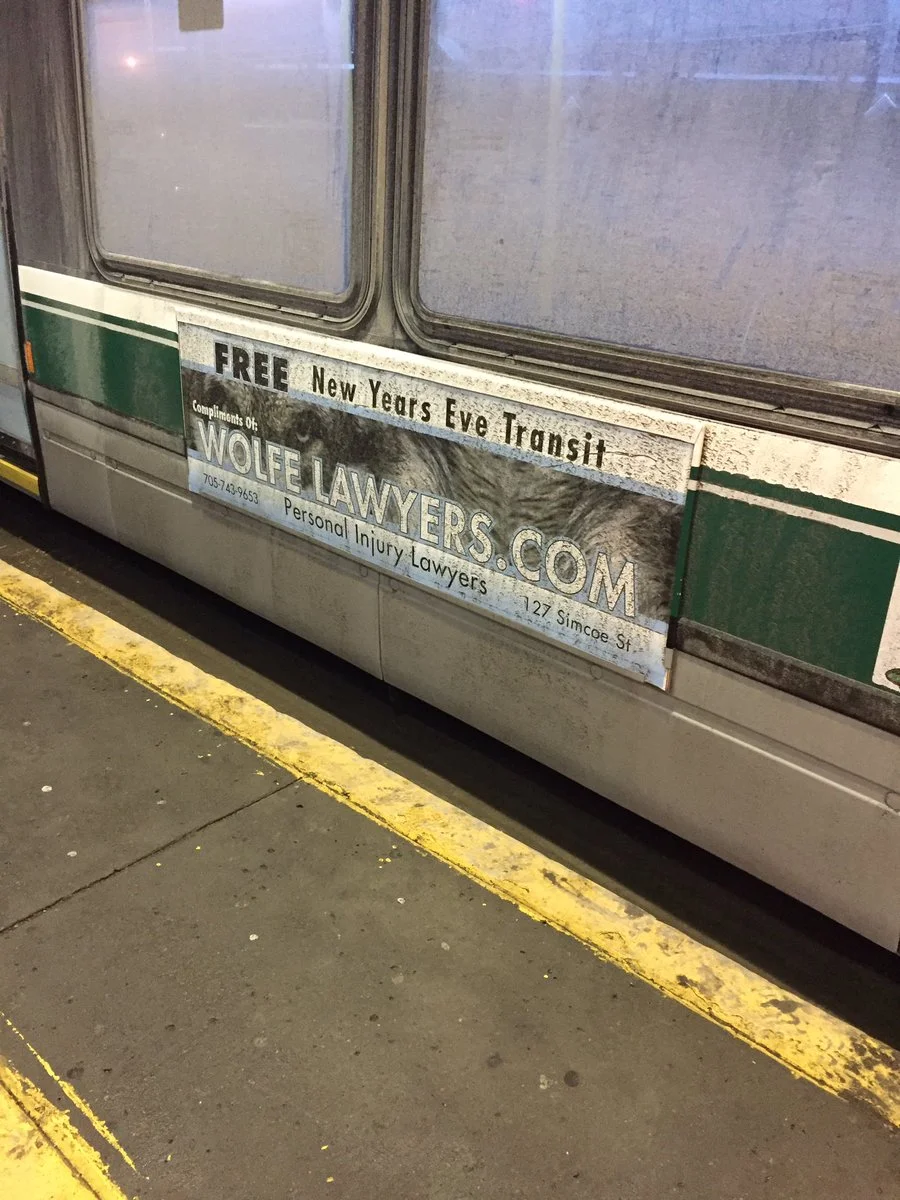 FREE New Years Eve Transit
Compliments Of:
WOLFE LAWYERS.COM
705-743-9653 Personal Injury Lawyers 127 Simcoe St.